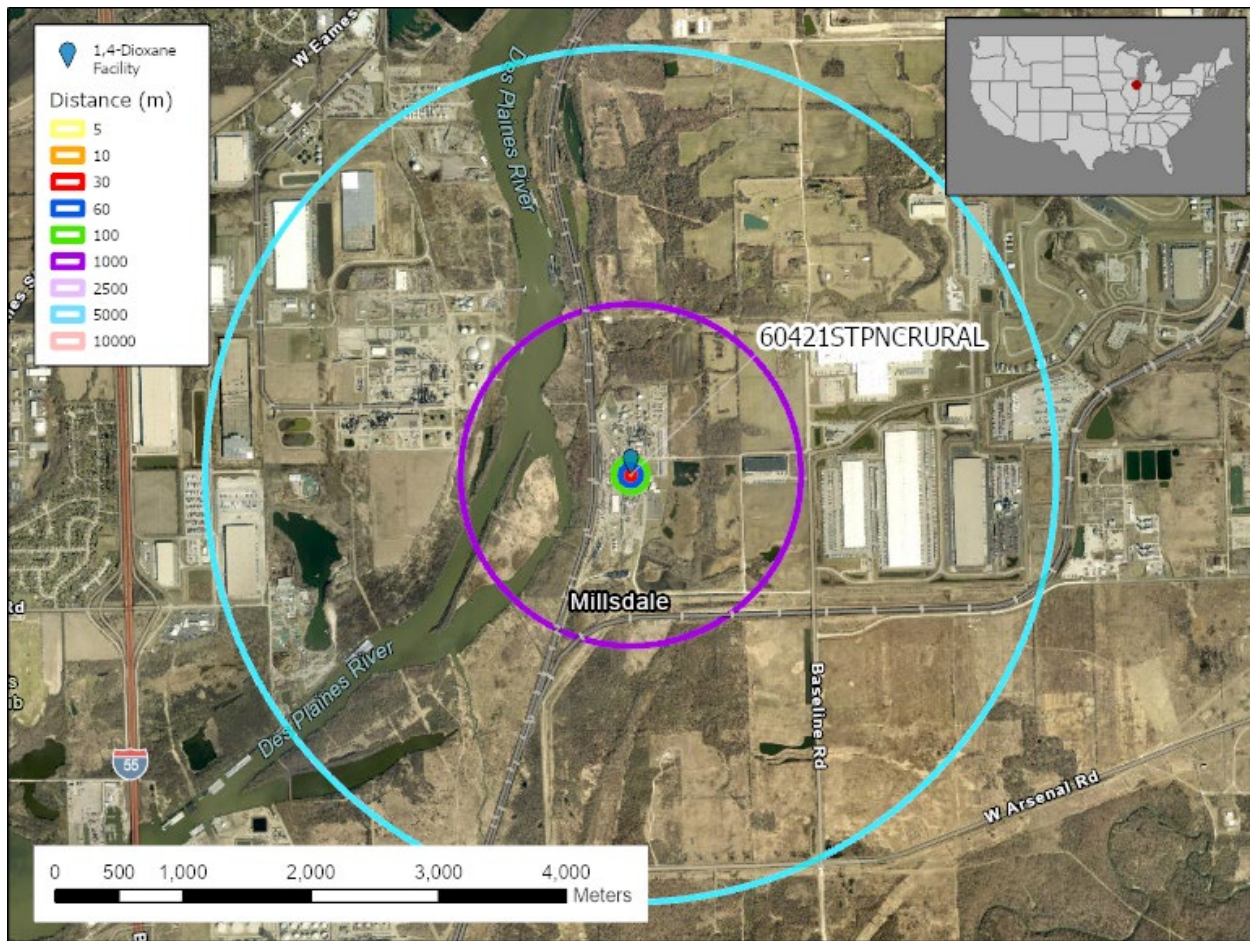 1,4-Dioxane
Facility
Distance (m)
5
10
30
60
100
1000
2500
5000
10000
W Eames
Des Plaines River
60421STPNCRURAL
Millsdale
Des Plaines River
Baseline Rd
W Arsenal Rd
Rd
55
0 500 1,000 2,000 3,000 4,000
Meters